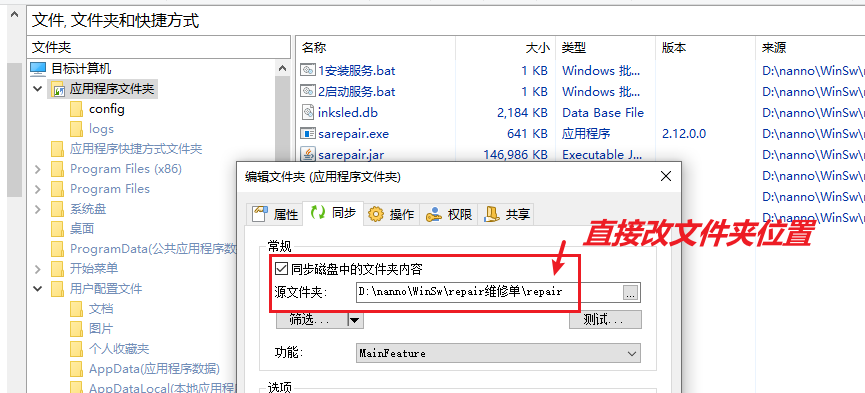 文件, 文件夹和快捷方式
文件夹
目标计算机
应用程序文件夹
config
logs
应用程序快捷方式文件夹
Program Files (x86)
Program Files
系统盘
桌面
ProgramData(公共应用程序数
开始菜单
用户配置文件
文档
图片
个人收藏夹
AppData(应用程序数据)
AppDataLocal(本地应用程序
名称 大小 类型 版本 来源
1安装服务.bat 1 KB Windows 批... D:\nanno\WinSw\
2启动服务.bat 1 KB Windows 批... D:\nanno\WinSw\
inksled.db 2,184 KB Data Base File D:\nanno\WinSw\
sarepair.exe 641 KB 应用程序 2.12.0.0 D:\nanno\WinSw\
sarepair.jar 146,986 KB Executable J... D:\nanno\WinSw\
D:\nanno\WinSw\
D:\nanno\WinSw\
D:\nanno\WinSw\
编辑文件夹 (应用程序文件夹)
属性 同步 操作 权限 共享
直接改文件夹位置
常规
同步磁盘中的文件夹内容
源文件夹: D:\nanno\WinSw\repair维修单\repair ...
筛选... 测试...
功能: MainFeature
选项